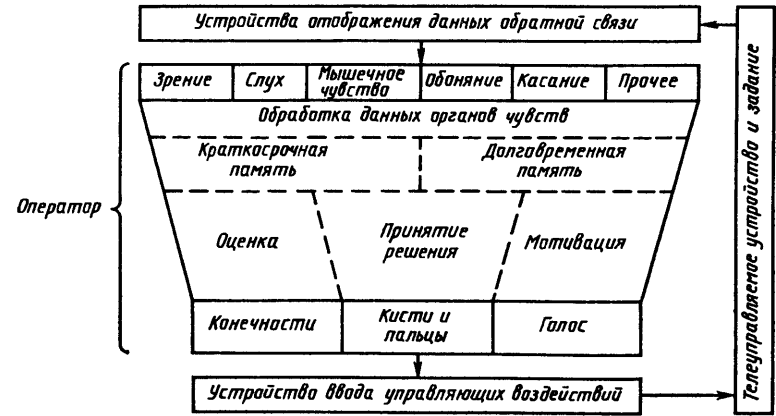 Устройства отображения данных обратной связи
Зрение
Слух
Мышечное
чувство
Обоняние
Касание
Прочее
Обработка данных органов чувств
Краткосрочная
память
Долговременная
память
Оператор
Оценка
Принятие
решения
Мотивация
Конечности
Кисти и
пальцы
Голос
Устройство ввода управляющих воздействий
Телеуправляемое устройство и задание